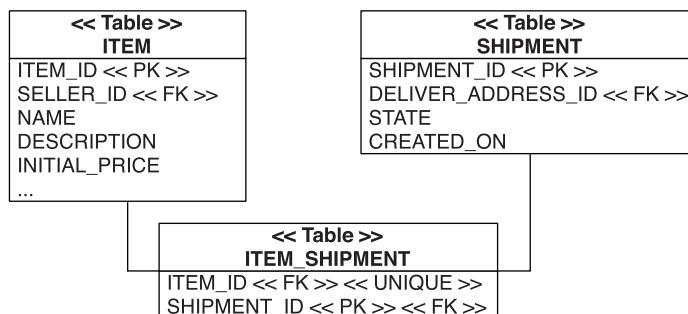 << Table >>
ITEM
ITEM_ID << PK >>
SELLER_ID << FK >>
NAME
DESCRIPTION
INITIAL_PRICE
...
<< Table >>
SHIPMENT
SHIPMENT_ID << PK >>
DELIVER_ADDRESS_ID << FK >>
STATE
CREATED_ON
<< Table >>
ITEM_SHIPMENT
ITEM_ID << FK >> << UNIQUE >>
SHIPMENT_ID << PK >> << FK >>